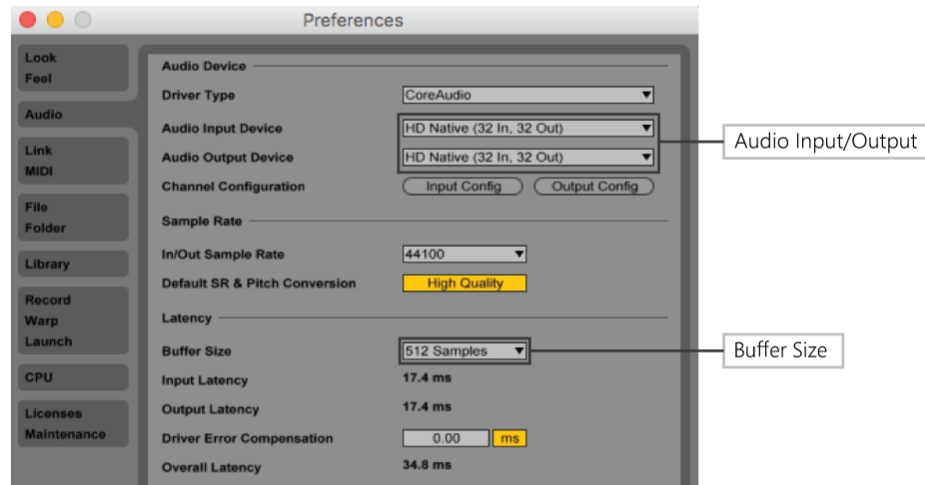 Preferences
Look
Feel
Audio
Link
MIDI
File
Folder
Library
Record
Warp
Launch
CPU
Licenses
Maintenance
Audio Device
Driver Type CoreAudio
Audio Input Device HD Native (32 In, 32 Out)
Audio Output Device HD Native (32 In, 32 Out)
Channel Configuration Input Config Output Config
Sample Rate
In/Out Sample Rate 44100
Default SR & Pitch Conversion High Quality
Latency
Buffer Size 512 Samples
Input Latency 17.4 ms
Output Latency 17.4 ms
Driver Error Compensation 0.00 ms
Overall Latency 34.8 ms
Audio Input/Output
Buffer Size